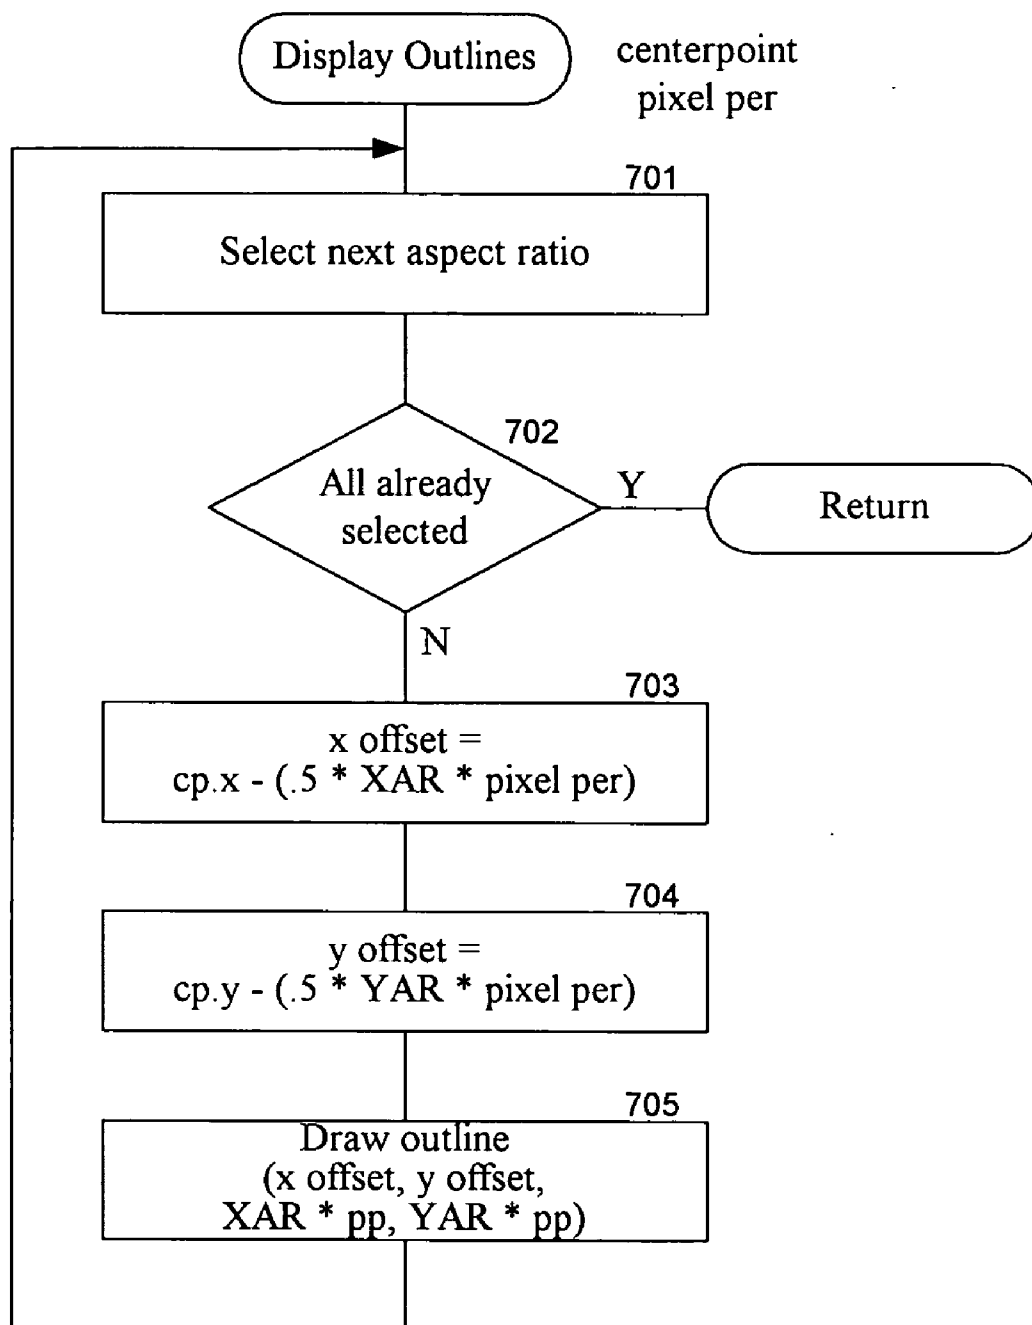 Display Outlines
centerpoint
pixel per
701
Select next aspect ratio
702
All already
selected
Y
Return
N
703
x offset =
cp.x - (.5 * XAR * pixel per)
704
y offset =
cp.y - (.5 * YAR * pixel per)
705
Draw outline
(x offset, y offset,
XAR * pp, YAR * pp)